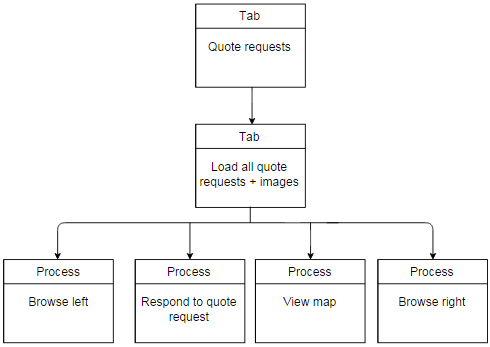 Tab
Quote requests
Tab
Load all quote
requests + images
Process
Browse left
Process
Respond to quote
request
Process
View map
Process
Browse right